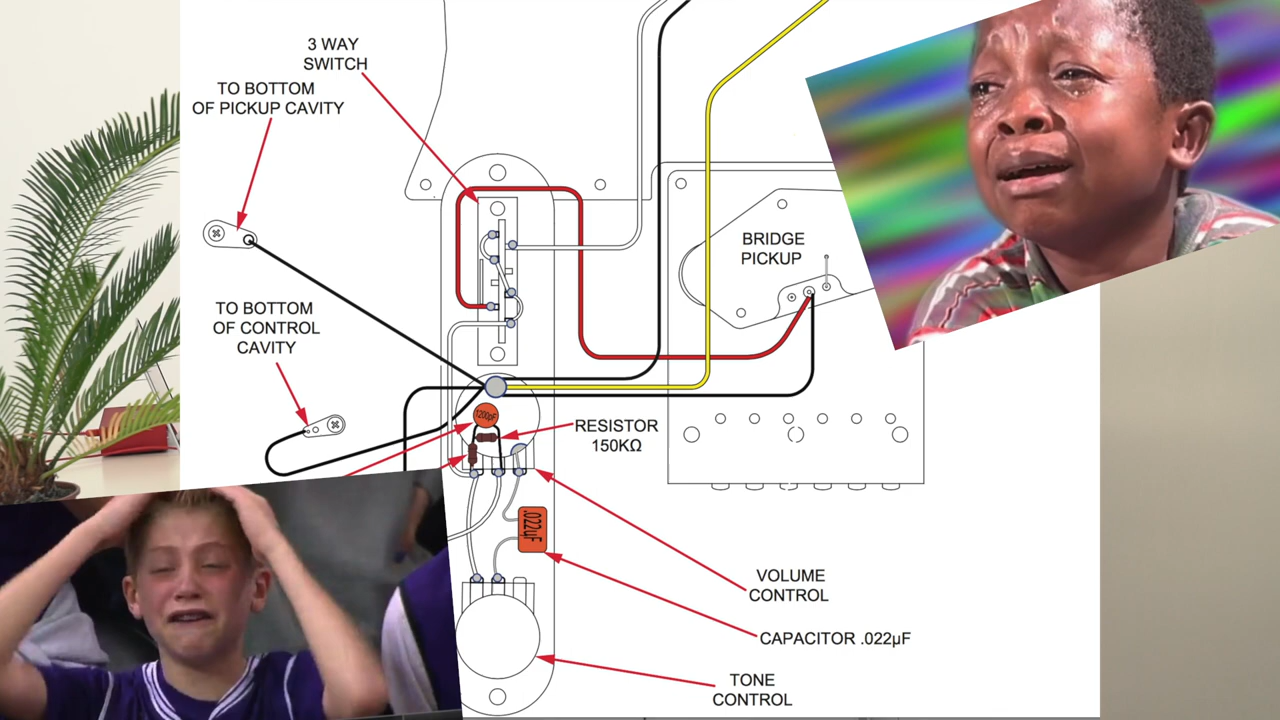 3 WAY
SWITCH
TO BOTTOM
OF PICKUP CAVITY
BRIDGE
PICKUP
TO BOTTOM
OF CONTROL
CAVITY
1200pF
RESISTOR
150KΩ
.022µF
VOLUME
CONTROL
CAPACITOR .022µF
TONE
CONTROL